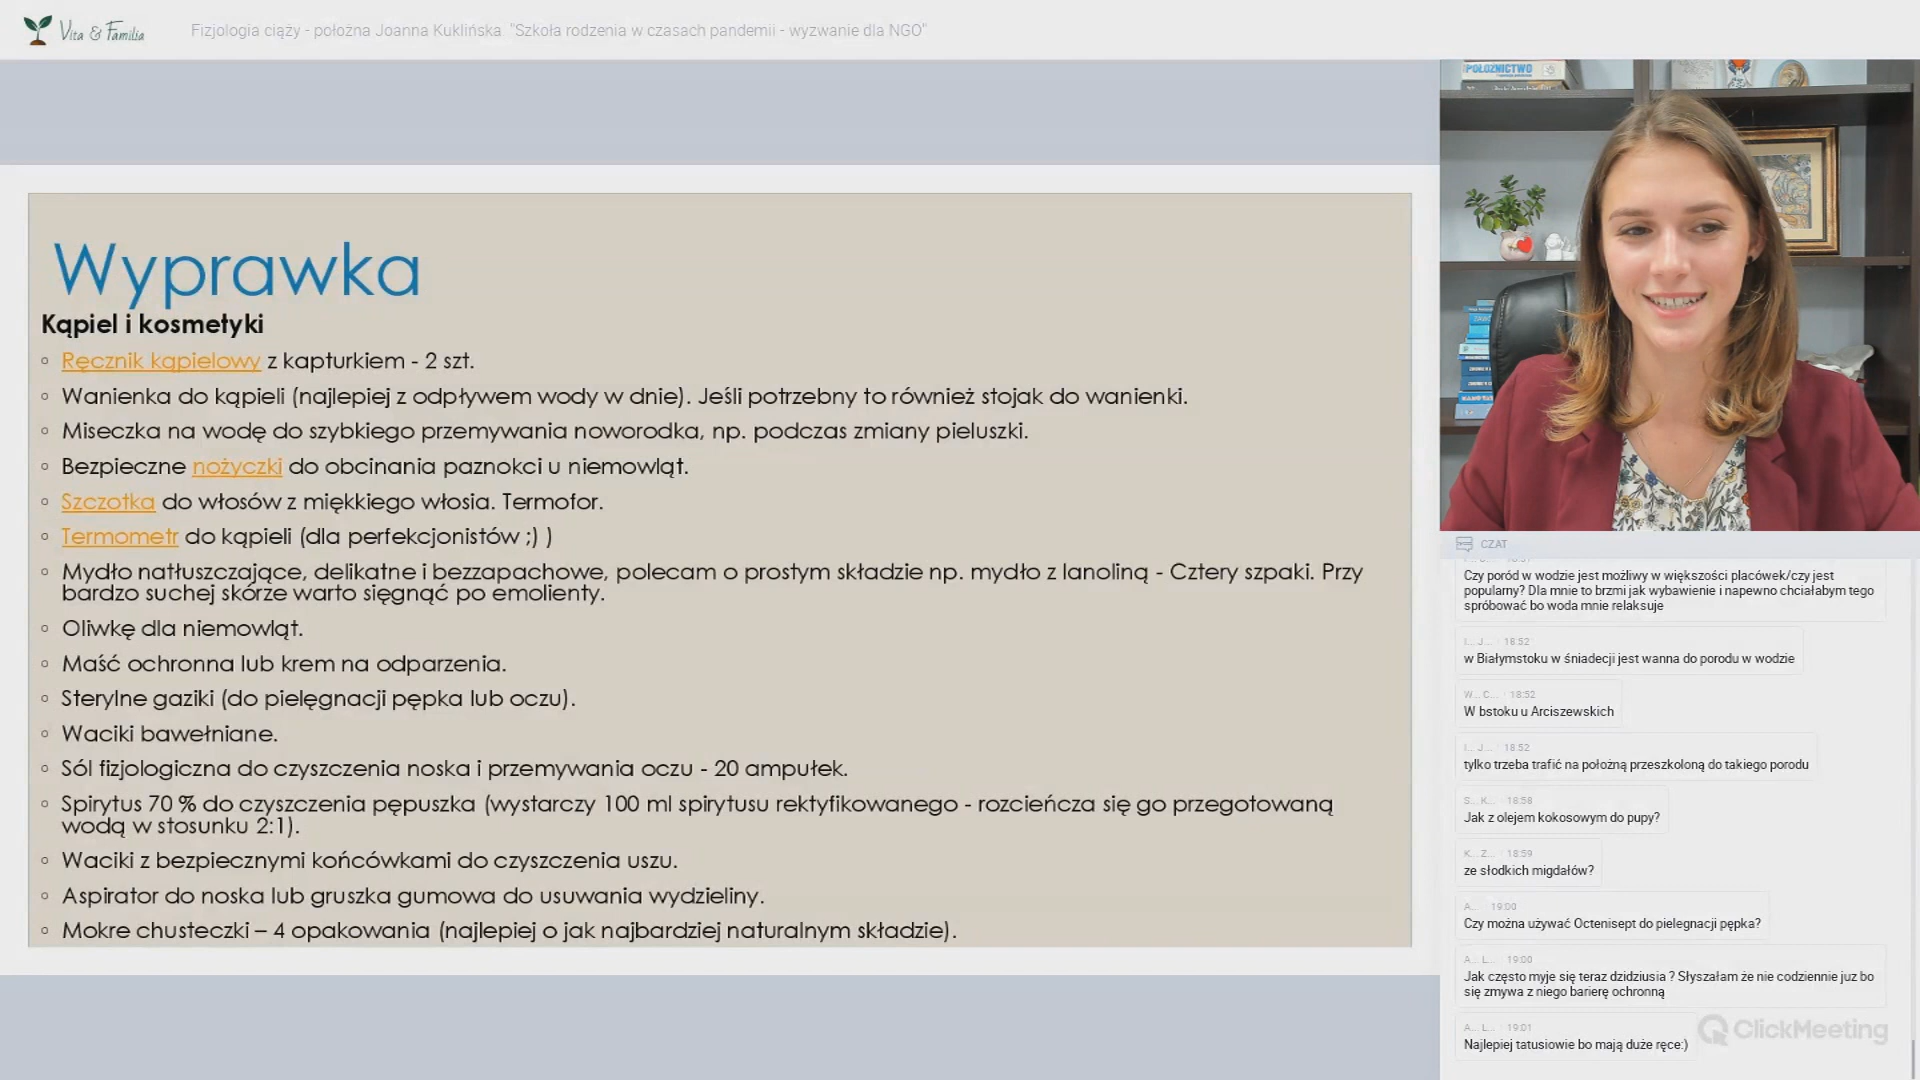 Vita & Familia
Fizjologia ciąży - położna Joanna Kuklińska. "Szkoła rodzenia w czasach pandemii - wyzwanie dla NGO"
Wyprawka
Kąpiel i kosmetyki
Ręcznik kąpielowy z kapturkiem - 2 szt.
Wanienka do kąpieli (najlepiej z odpływem wody w dnie). Jeśli potrzebny to również stojak do wanienki.
Miseczka na wodę do szybkiego przemywania noworodka, np. podczas zmiany pieluszki.
Bezpieczne nożyczki do obcinania paznokci u niemowląt.
Szczotka do włosów z miękkiego włosia. Termofor.
Termometr do kąpieli (dla perfekcjonistów ;) )
Mydło natłuszczające, delikatne i bezzapachowe, polecam o prostym składzie np. mydło z lanoliną - Cztery szpaki. Przy
bardzo suchej skórze warto sięgnąć po emolienty.
Oliwkę dla niemowląt.
Maść ochronna lub krem na odparzenia.
Sterylne gaziki (do pielęgnacji pępka lub oczu).
Waciki bawełniane.
Sól fizjologiczna do czyszczenia noska i przemywania oczu - 20 ampułek.
Spirytus 70 % do czyszczenia pępuszka (wystarczy 100 ml spirytusu rektyfikowanego - rozcieńcza się go przegotowaną
wodą w stosunku 2:1).
Waciki z bezpiecznymi końcówkami do czyszczenia uszu.
Aspirator do noska lub gruszka gumowa do usuwania wydzieliny.
Mokre chusteczki – 4 opakowania (najlepiej o jak najbardziej naturalnym składzie).
POŁOŻNICTWO
CZAT
Czy poród w wodzie jest możliwy w większości placówek/czy jest
popularny? Dla mnie to brzmi jak wybawienie i napewno chciałabym tego
spróbować bo woda mnie relaksuje
I... J... 18:52
w Białymstoku w śniadecji jest wanna do porodu w wodzie
W... C... 18:52
W bstoku u Arciszewskich
I... J... 18:52
tylko trzeba trafić na położną przeszkoloną do takiego porodu
S... K... 18:58
Jak z olejem kokosowym do pupy?
K... Z... 18:59
ze słodkich migdałów?
A... 19:00
Czy można używać Octenisept do pielegnacji pępka?
A... L... 19:00
Jak często myje się teraz dzidziusia ? Słyszałam że nie codziennie juz bo
się zmywa z niego barierę ochronną
A... L... 19:01
Najlepiej tatusiowie bo mają duże ręce:)
ClickMeeting